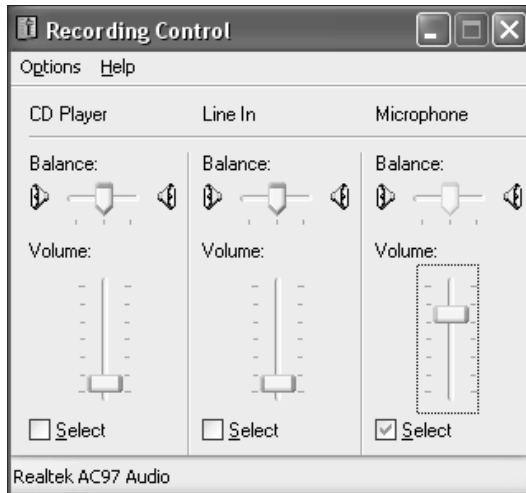 Recording Control
Options Help
CD Player Line In Microphone
Balance: Balance: Balance:
Volume: Volume: Volume:
Select Select Select
Realtek AC97 Audio